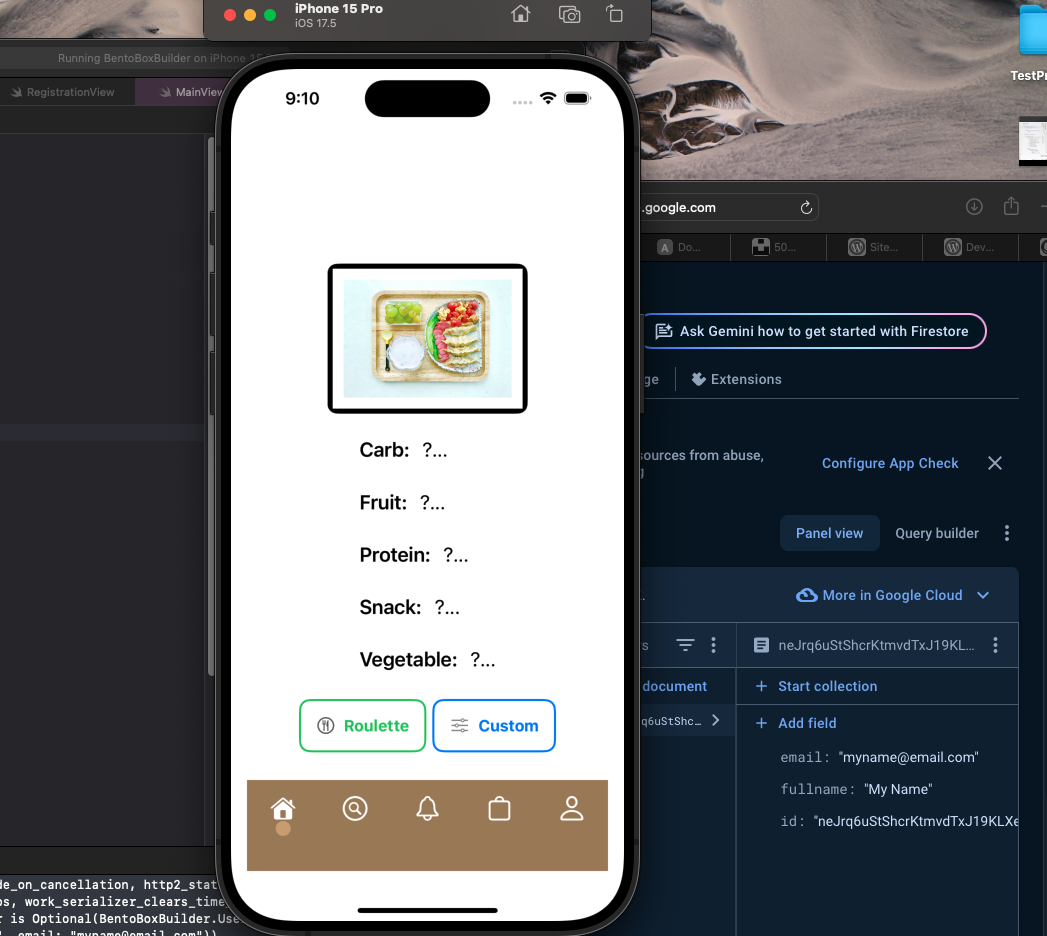 iPhone 15 Pro
iOS 17.5
Running BentoBoxBuilder on iPhone 15
RegistrationView
MainView
9:10
Carb: ?...
Fruit: ?...
Protein: ?...
Snack: ?...
Vegetable: ?...
Roulette
Custom
TestPr
.google.com
Do...
50...
Site...
Dev...
Ask Gemini how to get started with Firestore
ge
Extensions
sources from abuse,
Configure App Check
Panel view
Query builder
More in Google Cloud
s
neJrq6uStShcrKtmvdTxJ19KL...
document
Start collection
q6uStShc...
Add field
email: "myname@email.com"
fullname: "My Name"
id: "neJrq6uStShcrKtmvdTxJ19KLXe
de_on_cancellation, http2_stat
os, work_serializer_clears_time_
r is Optional(BentoBoxBuilder.Use
", email: "myname@email.com"))